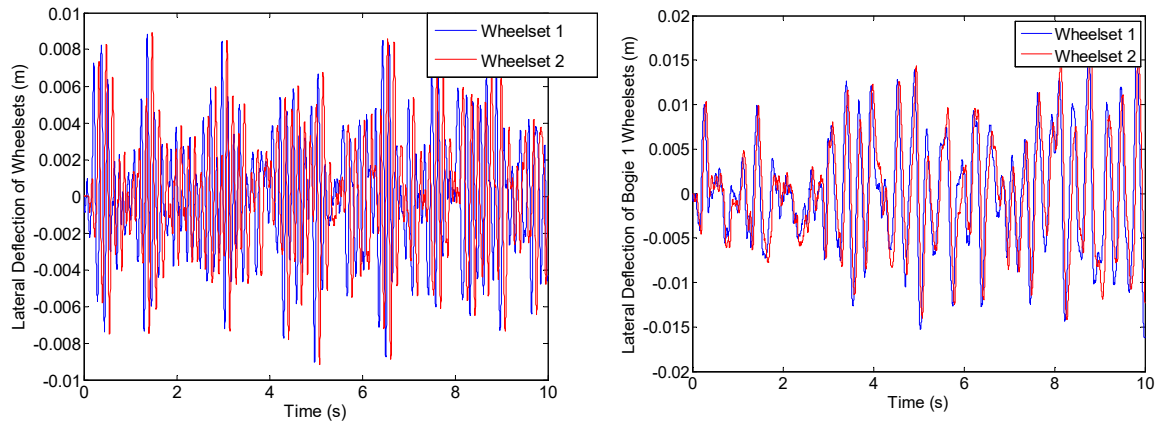 0.01
0.008
0.006
0.004
0.002
0
-0.002
-0.004
-0.006
-0.008
-0.01
Lateral Deflection of Wheelsets (m)
0 2 4 6 8 10
Time (s)
Wheelset 1
Wheelset 2
0.02
0.015
0.01
0.005
0
-0.005
-0.01
-0.015
-0.02
Lateral Deflection of Bogie 1 Wheelsets (m)
0 2 4 6 8 10
Time (s)
Wheelset 1
Wheelset 2